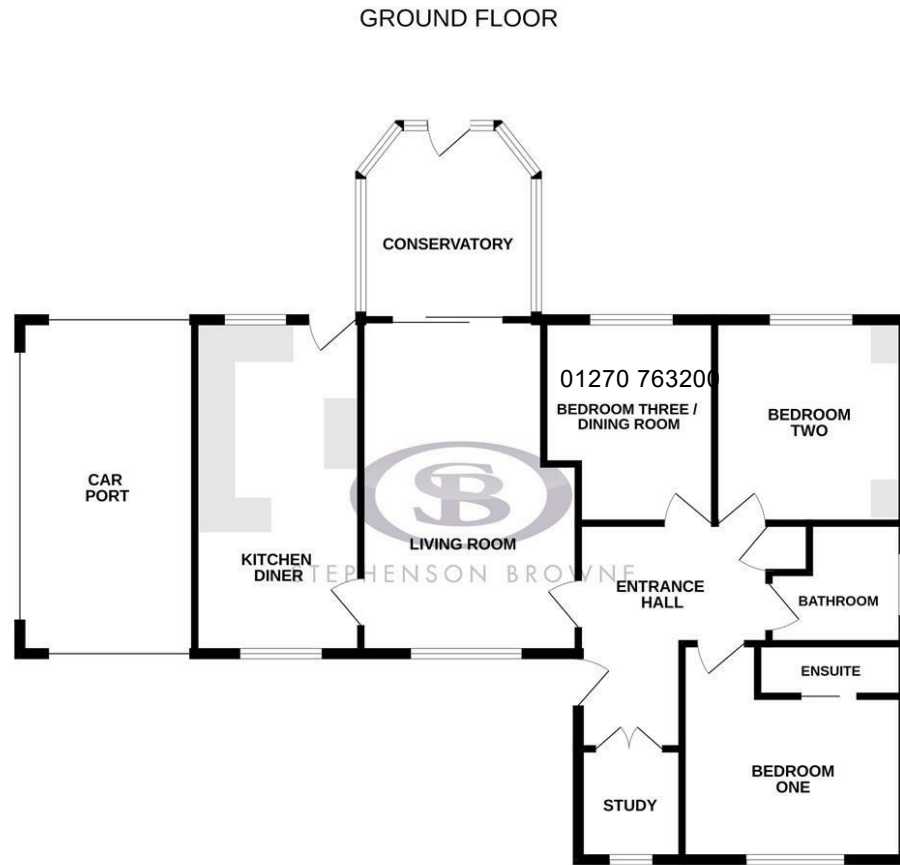 GROUND FLOOR
CONSERVATORY
01270 763200
BEDROOM THREE /
DINING ROOM
BEDROOM
TWO
CAR
PORT
SB
LIVING ROOM
KITCHEN
DINER
STEPHENSON BROWNE
ENTRANCE
HALL
BATHROOM
ENSUITE
BEDROOM
ONE
STUDY